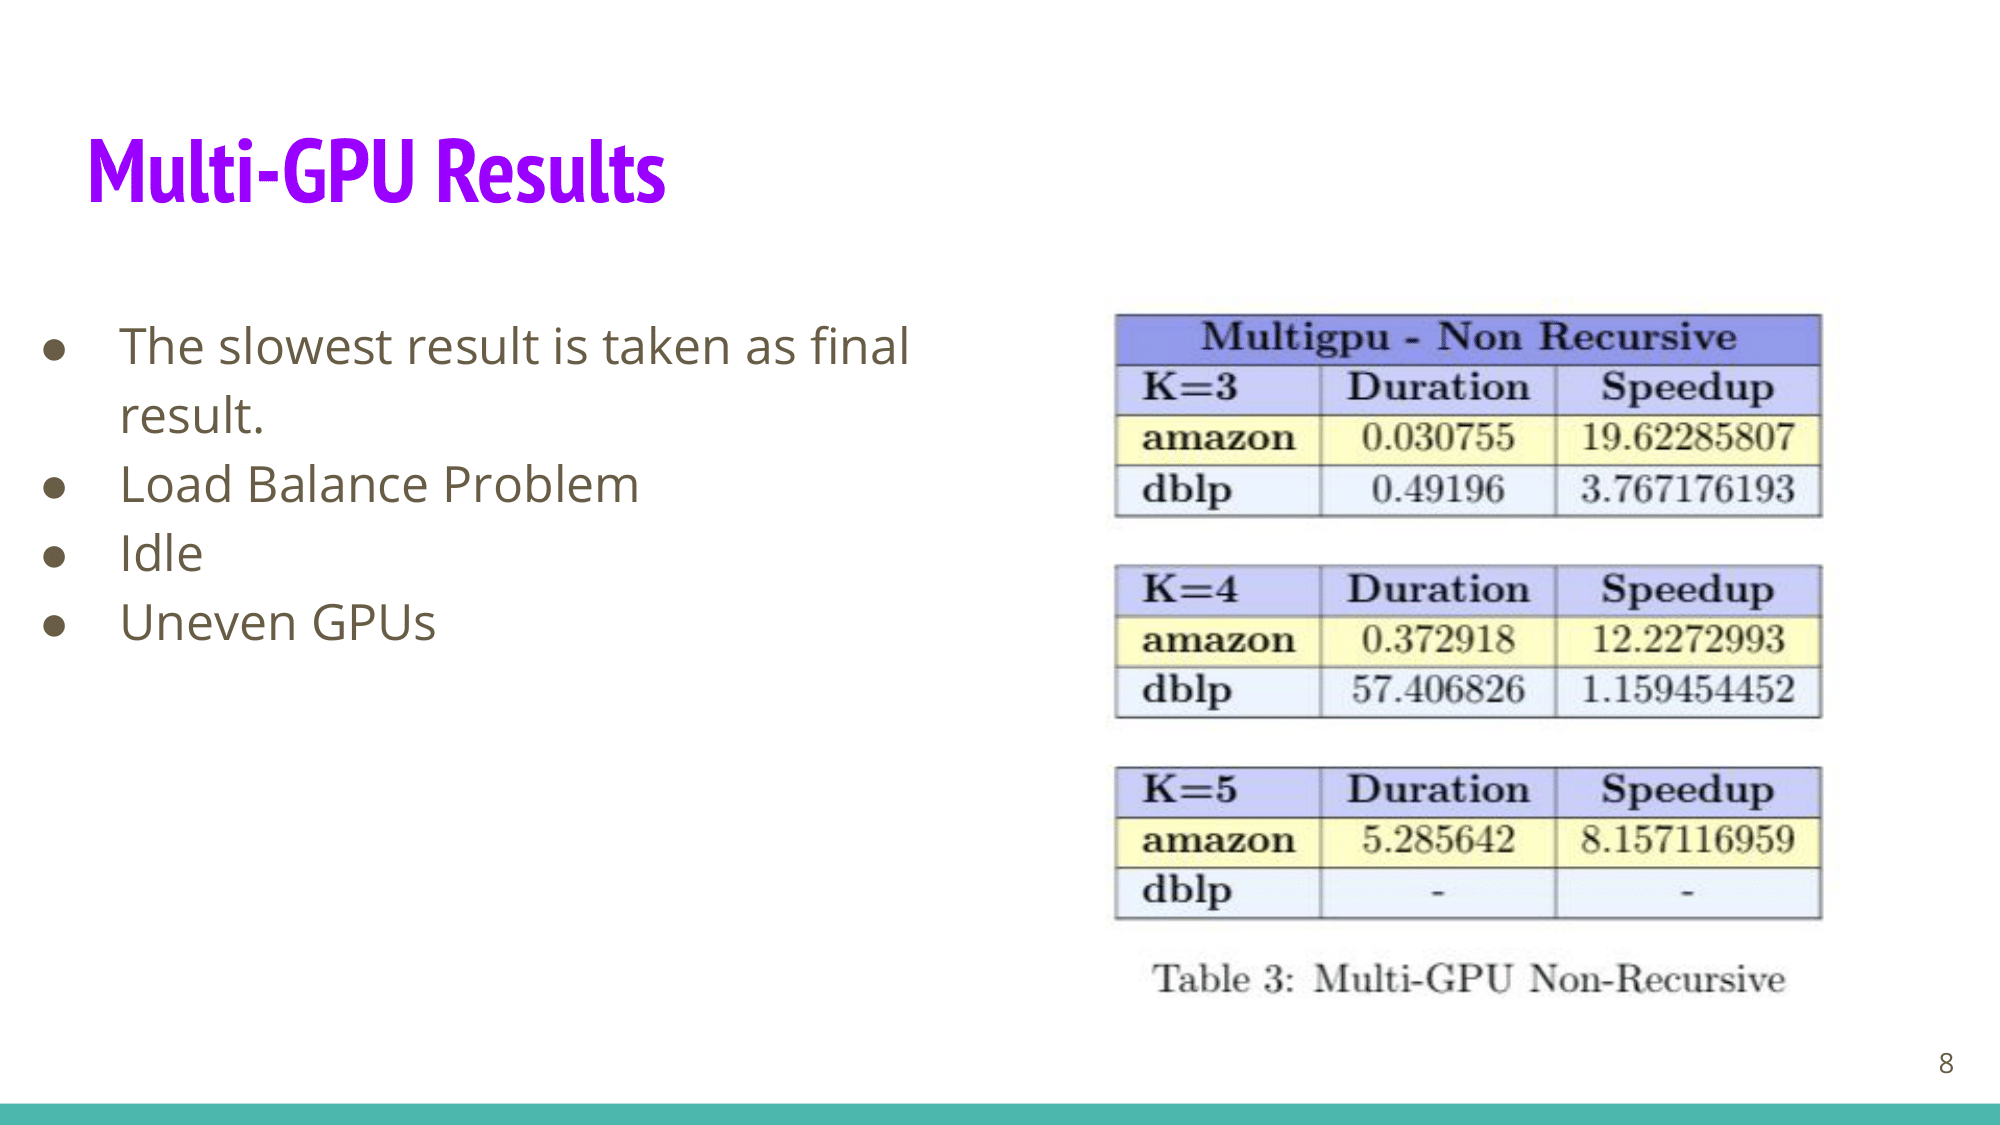 Multi-GPU Results
● The slowest result is taken as final
result.
● Load Balance Problem
● Idle
● Uneven GPUs
Multigpu - Non Recursive
K=3 Duration Speedup
amazon 0.030755 19.62285807
dblp 0.49196 3.767176193
K=4 Duration Speedup
amazon 0.372918 12.2272993
dblp 57.406826 1.159454452
K=5 Duration Speedup
amazon 5.285642 8.157116959
dblp - -
Table 3: Multi-GPU Non-Recursive
8